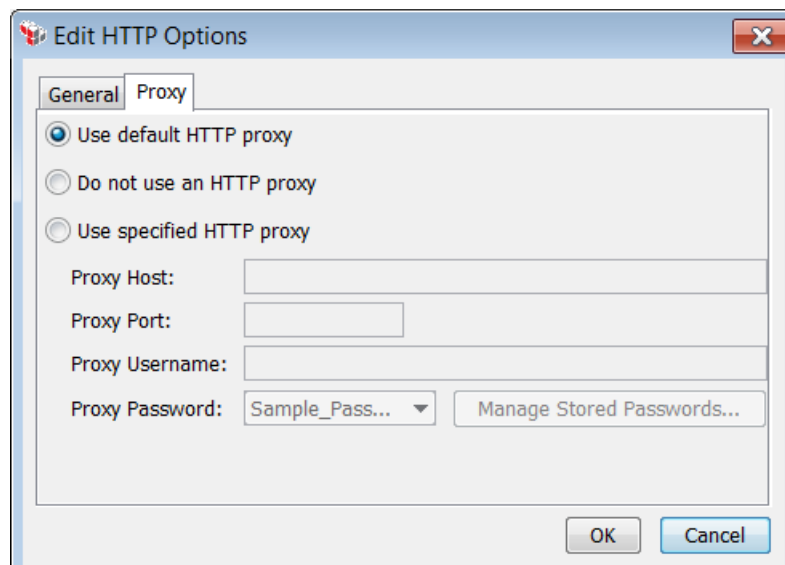 Edit HTTP Options
General Proxy
Use default HTTP proxy
Do not use an HTTP proxy
Use specified HTTP proxy
Proxy Host:
Proxy Port:
Proxy Username:
Proxy Password: Sample_Pass... Manage Stored Passwords...
OK Cancel